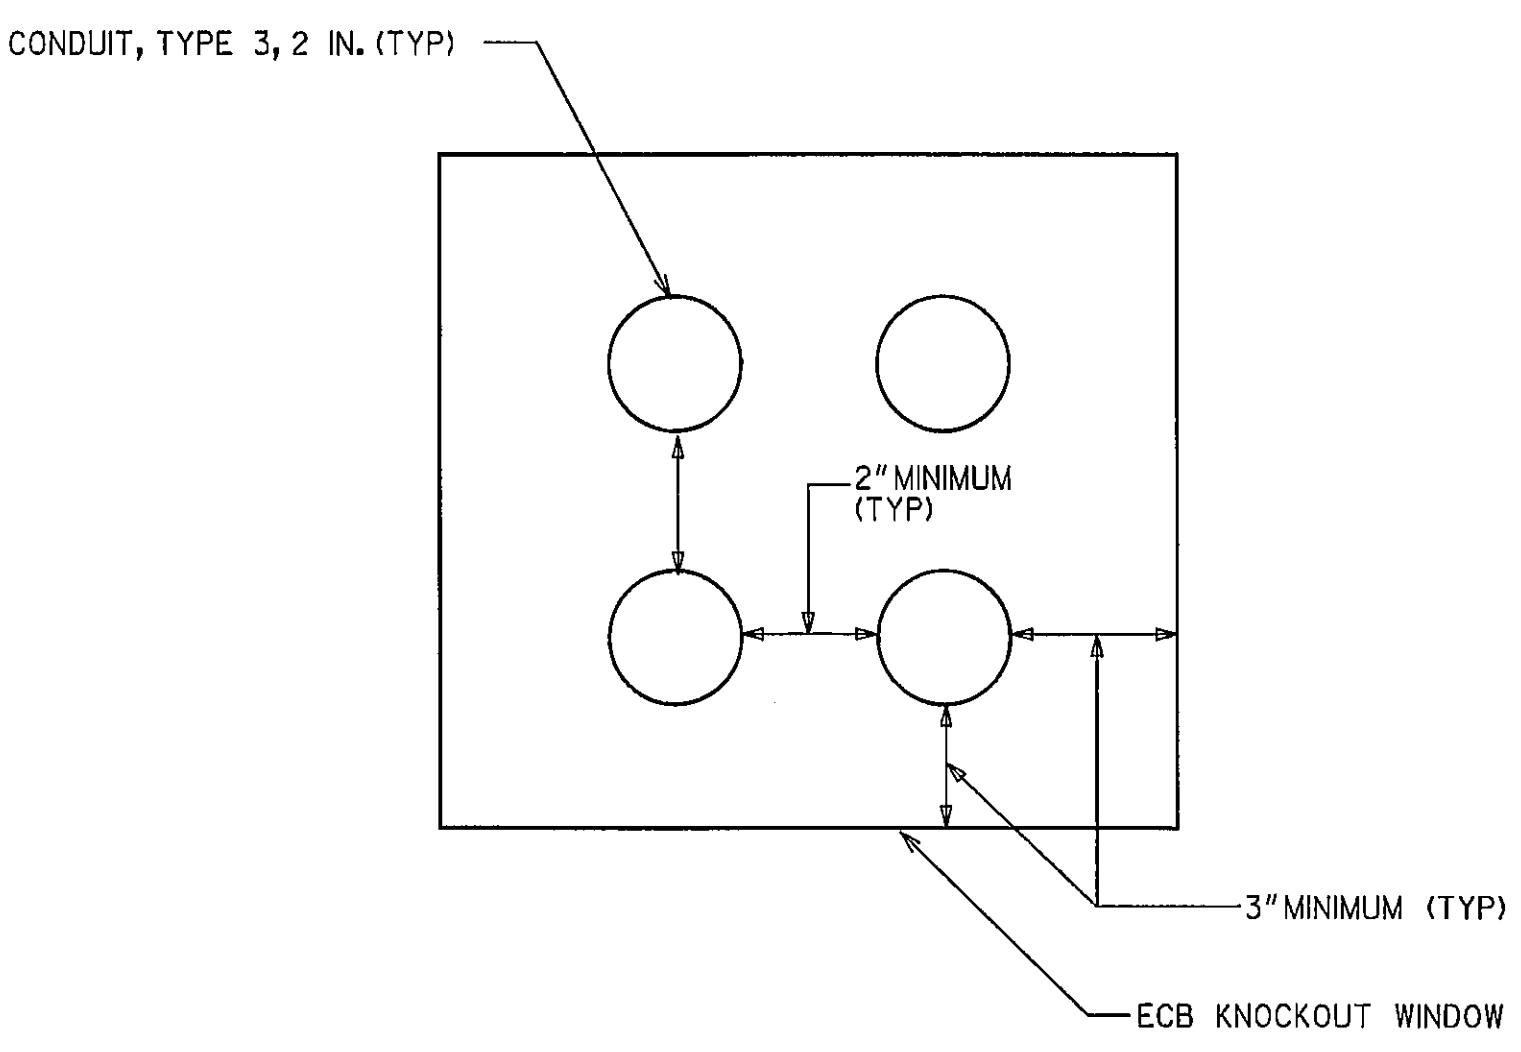 CONDUIT, TYPE 3, 2 IN. (TYP)
2" MINIMUM
(TYP)
3" MINIMUM (TYP)
ECB KNOCKOUT WINDOW